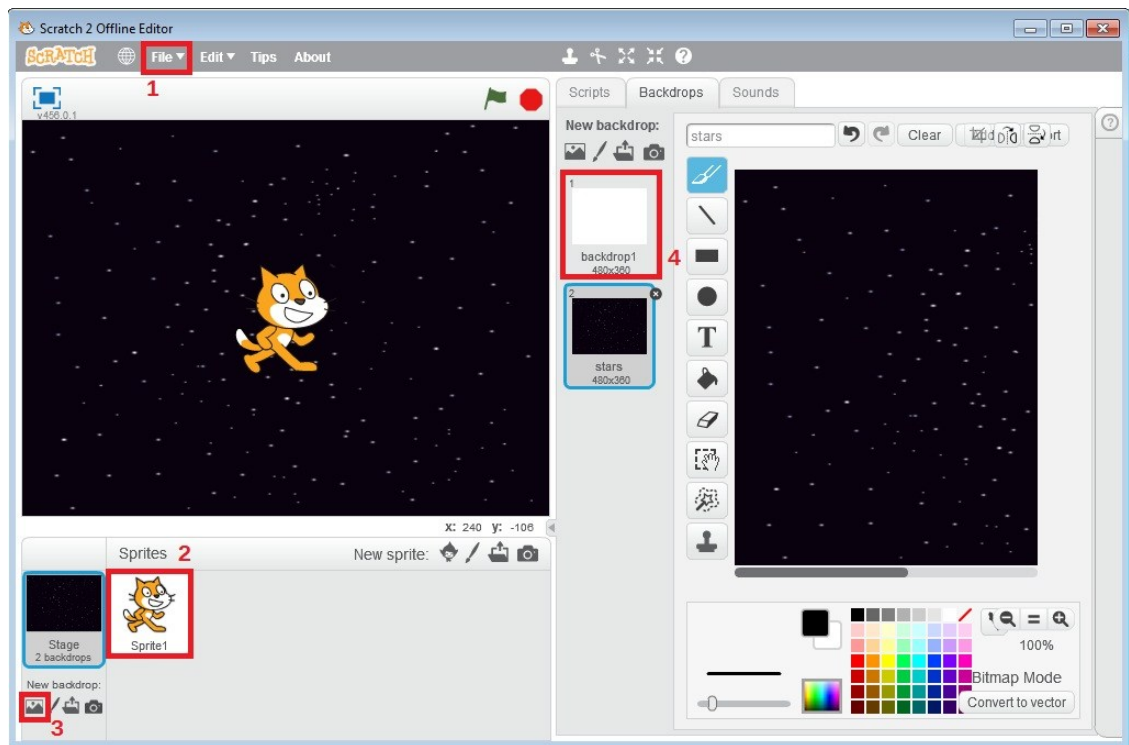 Scratch 2 Offline Editor
SCRATCH File Edit Tips About
1
v456.0.1
Scripts Backdrops Sounds
New backdrop:
stars Clear
1
backdrop1
480x360
4
2
stars
480x360
T
X: 240 y: -106
Sprites 2 New sprite:
Stage
2 backdrops
Sprite1
New backdrop:
3
100%
Bitmap Mode
Convert to vector